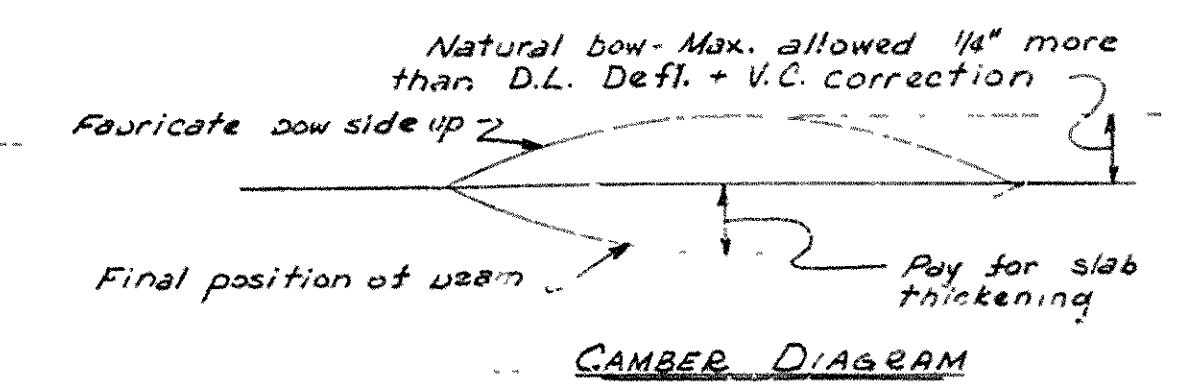 Natural bow - Max. allowed 1/4" more
than D.L. Defl. + V.C. correction
Fabricate bow side up
Final position of beam
Pay for slab
thickening
CAMBER DIAGRAM